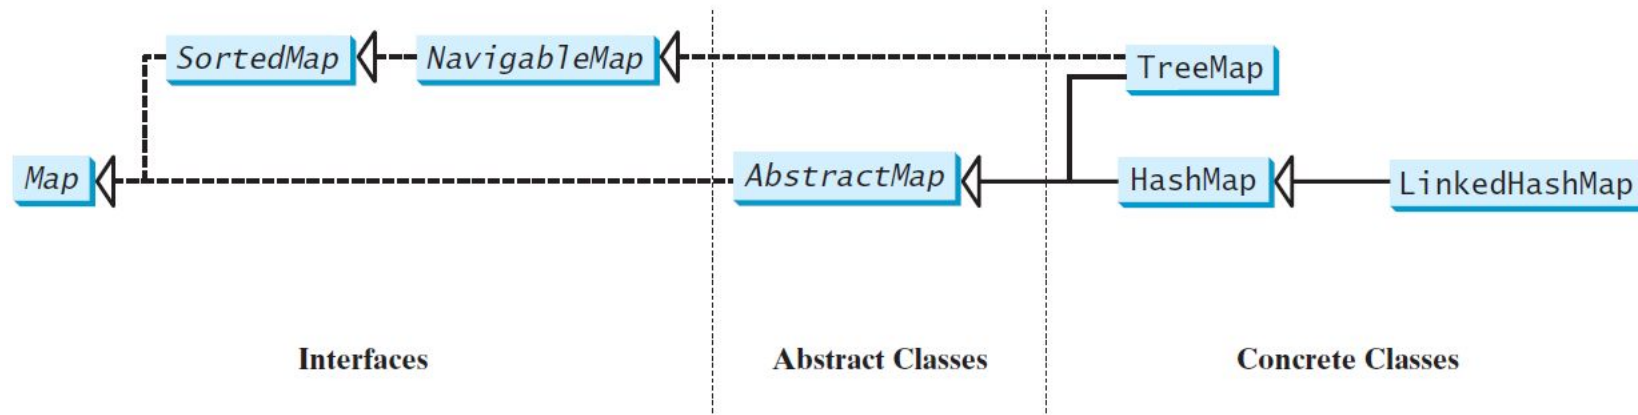 SortedMap NavigableMap TreeMap
Map AbstractMap HashMap LinkedHashMap
Interfaces Abstract Classes Concrete Classes